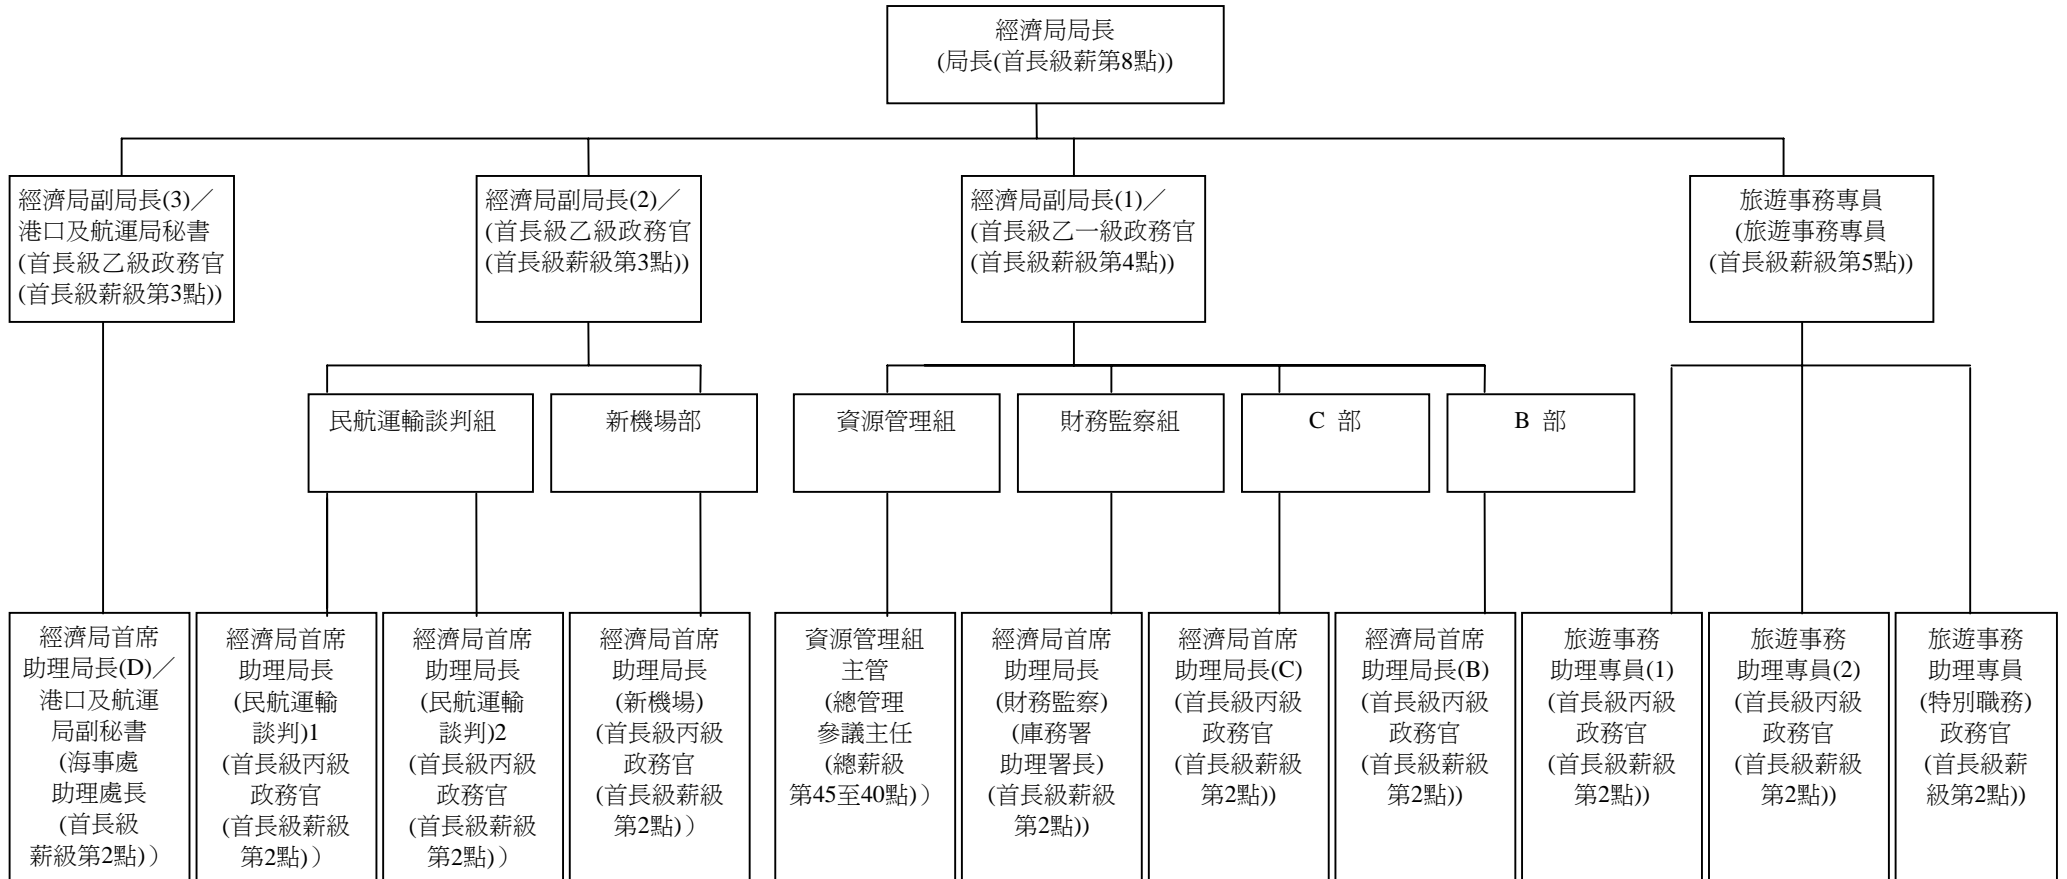 經濟局局長
(局長(首長級薪第8點))
經濟局副局長(3)／
港口及航運局秘書
(首長級乙級政務官
(首長級薪級第3點))
經濟局副局長(2)／
(首長級乙級政務官
(首長級薪級第3點))
經濟局副局長(1)／
(首長級乙一級政務官
(首長級薪級第4點))
旅遊事務專員
(旅遊事務專員
(首長級薪級第5點))
民航運輸談判組
新機場部
資源管理組
財務監察組
C 部
B 部
經濟局首席
助理局長(D)／
港口及航運
局副秘書
(海事處
助理處長
(首長級
薪級第2點)）
經濟局首席
助理局長
(民航運輸
談判)1
(首長級丙級
政務官
(首長級薪級
第2點)）
經濟局首席
助理局長
(民航運輸
談判)2
(首長級丙級
政務官
(首長級薪級
第2點)）
經濟局首席
助理局長
(新機場)
(首長級丙級
政務官
(首長級薪級
第2點)）
資源管理組
主管
(總管理
參議主任
(總薪級
第45至40點)）
經濟局首席
助理局長
(財務監察)
(庫務署
助理署長)
(首長級薪級
第2點))
經濟局首席
助理局長(C)
(首長級丙級
政務官
(首長級薪級
第2點))
經濟局首席
助理局長(B)
(首長級丙級
政務官
(首長級薪級
第2點))
旅遊事務
助理專員(1)
(首長級丙級
政務官
(首長級薪級
第2點))
旅遊事務
助理專員(2)
(首長級丙級
政務官
(首長級薪級
第2點))
旅遊事務
助理專員
(特別職務)
政務官
(首長級薪
級第2點))